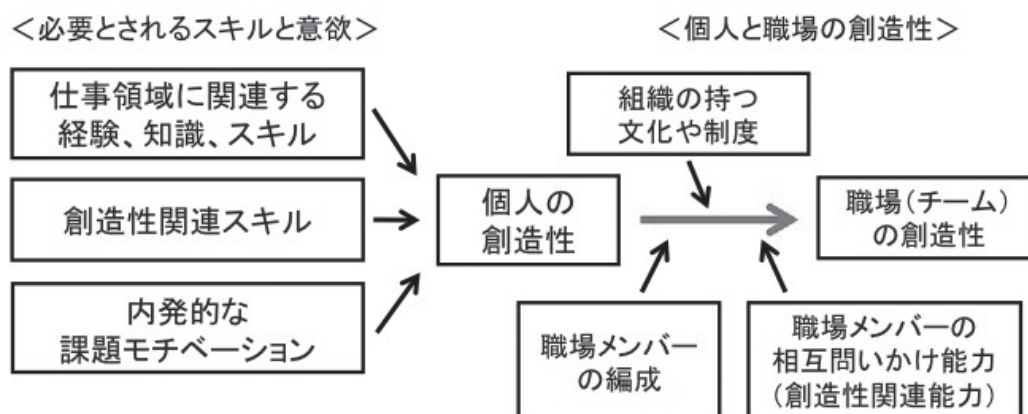 ＜必要とされるスキルと意欲＞
仕事領域に関連する
経験、知識、スキル
創造性関連スキル
内発的な
課題モチベーション
＜個人と職場の創造性＞
組織の持つ
文化や制度
個人の
創造性
職場（チーム）
の創造性
職場メンバー
の編成
職場メンバーの
相互問いかけ能力
（創造性関連能力）